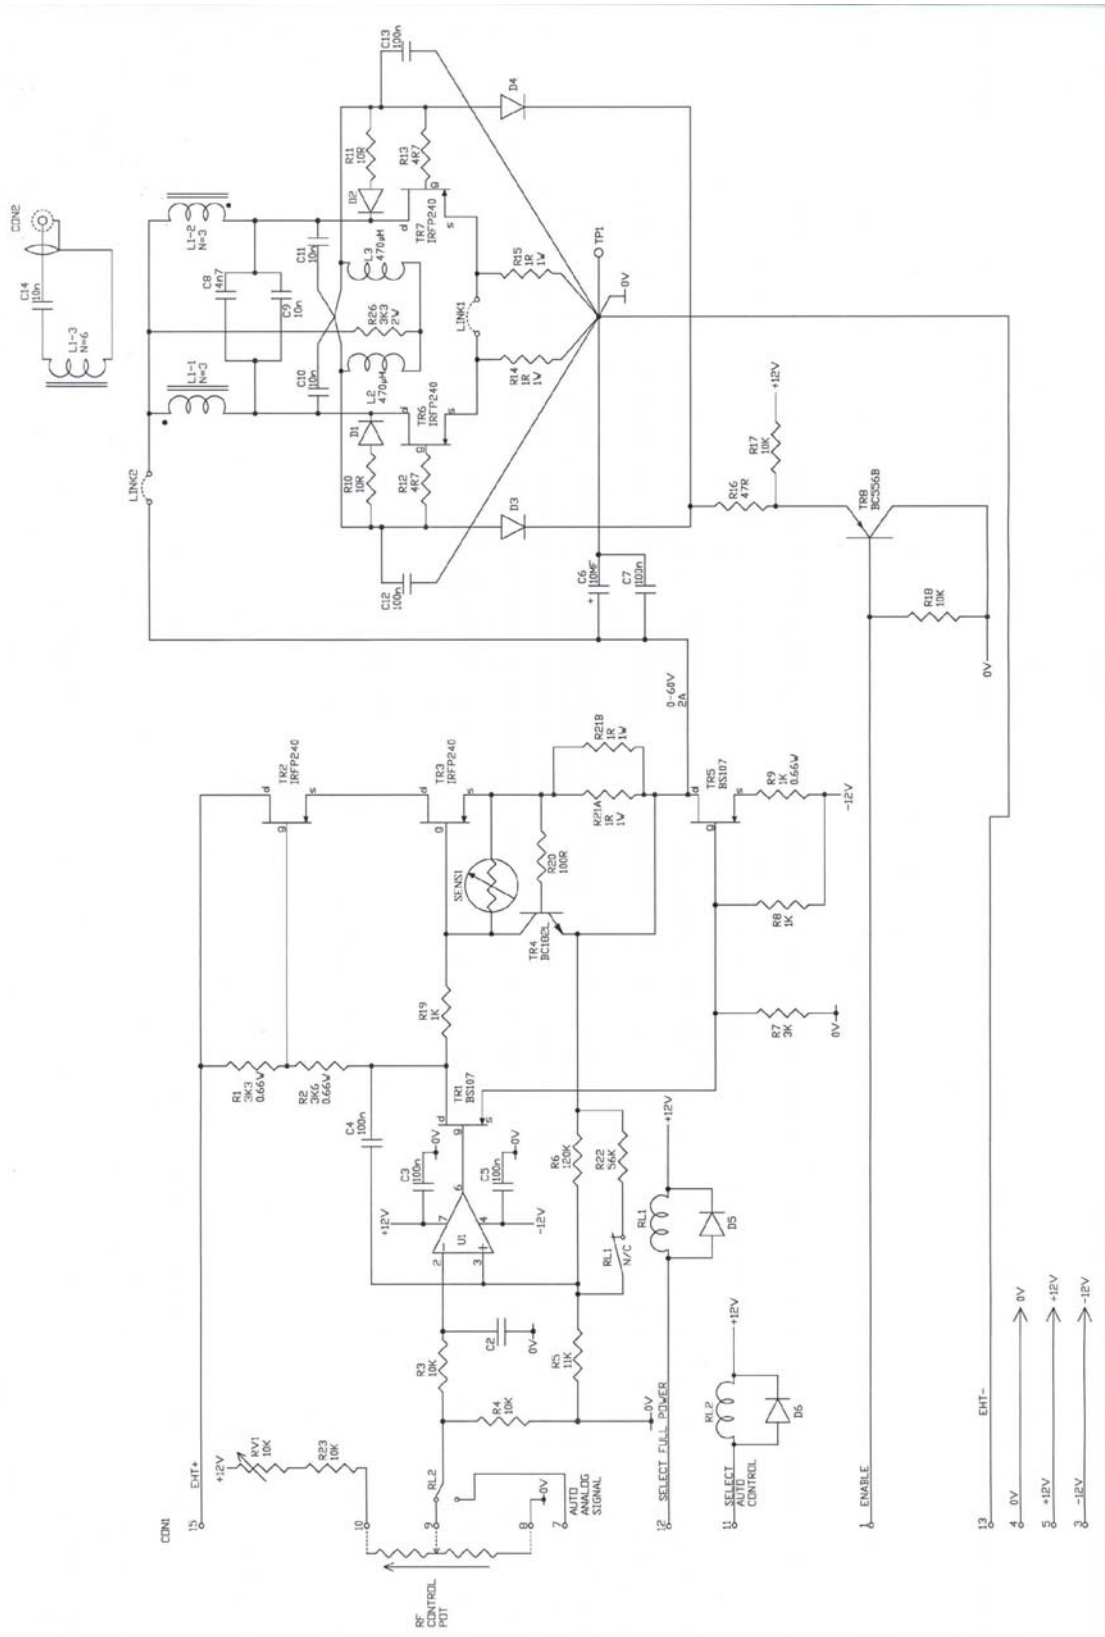 CON2
C14
10n
L1-3
N=6
C13
100n
L1-2
N=3
L1-1
N=3
C8
4n7
C9
10n
C11
10n
C10
10n
R11
10R
D2
R13
4R7
D4
g
d
s
TR7
IRFP240
L3
470µH
R26
3K3
2W
L2
470µH
LINK1
R15
1R
1W
R14
1R
1W
TP1
0V
LINK2
D1
R10
10R
R12
4R7
g
d
s
TR6
IRFP240
D3
C12
100n
C6
10MF
+
C7
100n
R16
47R
R17
10K
+12V
TR8
BC556B
R18
10K
0V
0-60V
2A
TR2
IRFP240
d
g
s
TR3
IRFP240
d
g
s
SENS1
R20
100R
R21A
1R
1W
R21B
1R
1W
TR4
BC182L
TR5
BS107
d
g
s
R9
1K
0.66W
-12V
R8
1K
R7
3K
0V
R19
1K
R1
3K3
0.66W
R2
3K6
0.66W
C4
100n
TR1
BS107
d
g
s
C3
100n
0V
C5
100n
0V
+12V
-12V
U1
2
3
7
4
6
R6
120K
R22
56K
RL1
N/C
RL1
+12V
D5
R3
10K
C2
0V
R4
10K
R5
11K
0V
RL2
+12V
D6
CON1
15
EHT+
+12V
RV1
10K
R23
10K
10
9
RL2
8
0V
7
AUTO
ANALOG
SIGNAL
RF
CONTROL
POT
12
SELECT FULL POWER
11
SELECT
AUTO
CONTROL
1
ENABLE
13
EHT-
4
0V
0V
5
+12V
+12V
3
-12V
-12V